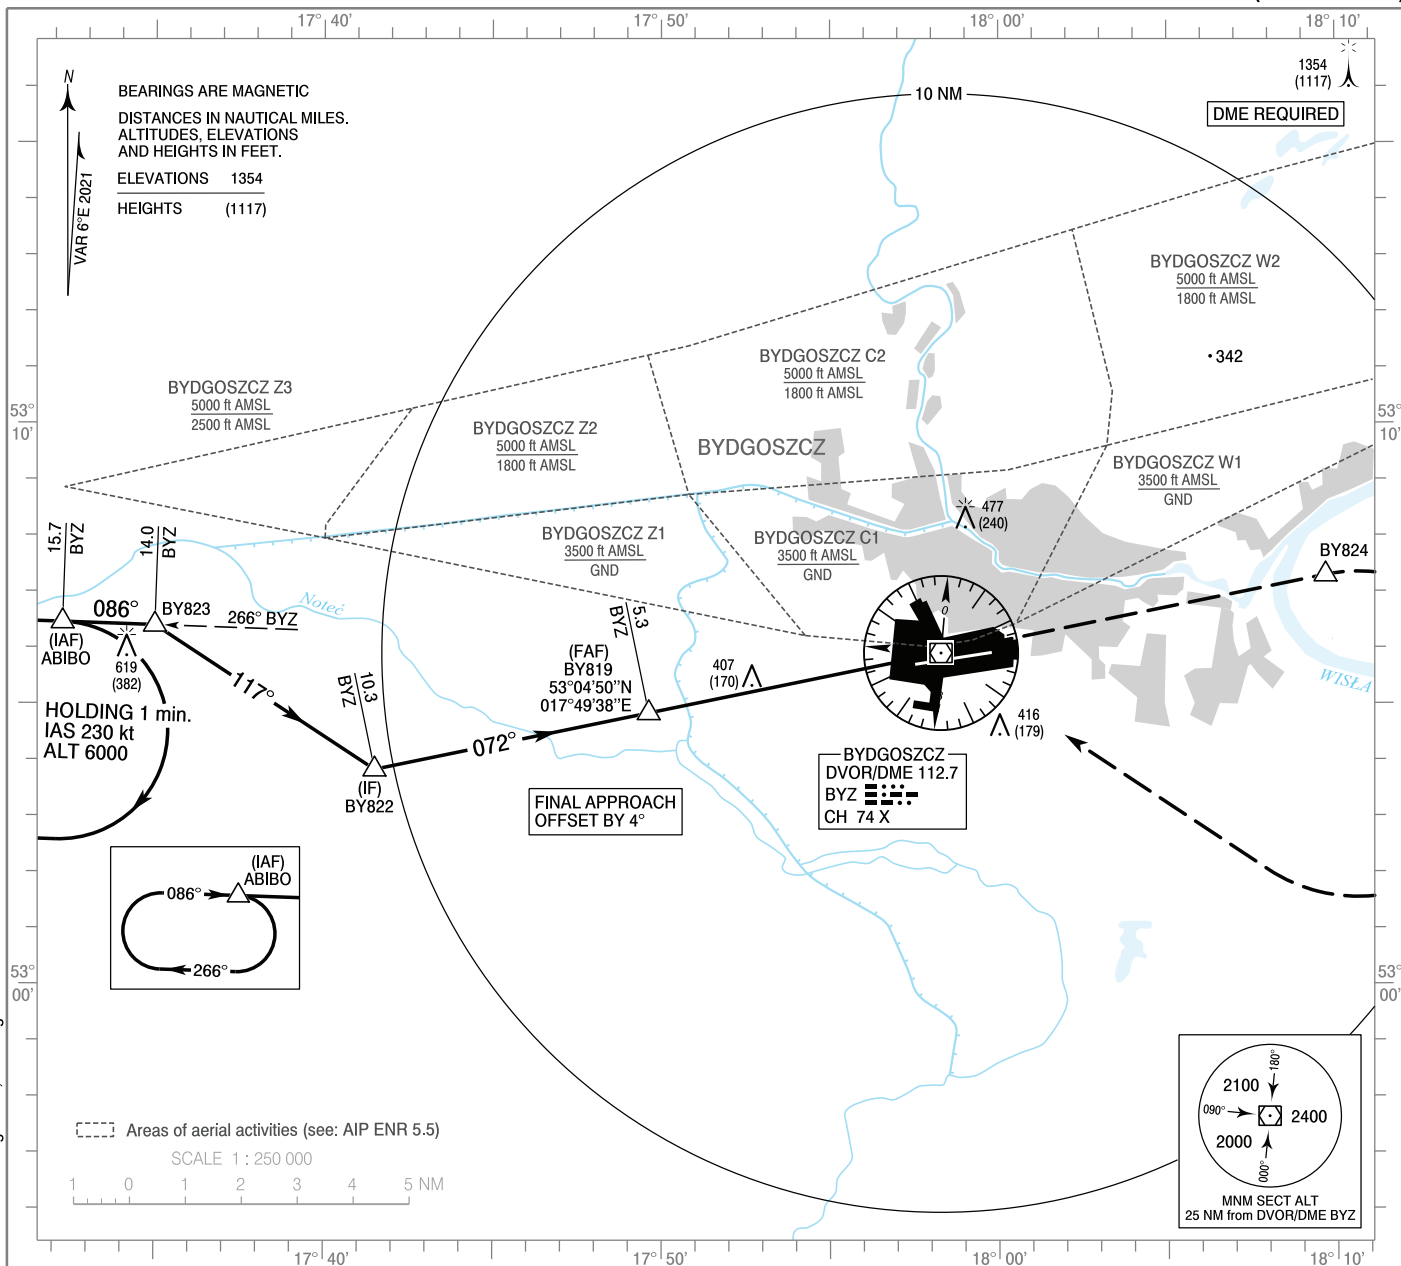 17°40'
17°50'
18°00'
18°10'
N
VAR 6°E 2021
BEARINGS ARE MAGNETIC
DISTANCES IN NAUTICAL MILES.
ALTITUDES, ELEVATIONS
AND HEIGHTS IN FEET.
ELEVATIONS 1354
HEIGHTS (1117)
10 NM
1354
(1117)
DME REQUIRED
BYDGOSZCZ W2
5000 ft AMSL
1800 ft AMSL
342
BYDGOSZCZ C2
5000 ft AMSL
1800 ft AMSL
BYDGOSZCZ Z3
5000 ft AMSL
2500 ft AMSL
53°
10'
53°
10'
BYDGOSZCZ Z2
5000 ft AMSL
1800 ft AMSL
BYDGOSZCZ
BYDGOSZCZ W1
3500 ft AMSL
GND
477
(240)
BYDGOSZCZ Z1
3500 ft AMSL
GND
BYDGOSZCZ C1
3500 ft AMSL
GND
15.7
BYZ
14.0
BYZ
BY824
Noteć
086°
BY823
266° BYZ
(IAF)
ABIBO
619
(382)
5.3
BYZ
0
(FAF)
BY819
53°04'50"N
017°49'38"E
407
(170)
WISŁA
117°
10.3
BYZ
HOLDING 1 min.
IAS 230 kt
ALT 6000
072°
416
(179)
(IF)
BY822
BYDGOSZCZ
DVOR/DME 112.7
BYZ
CH 74 X
FINAL APPROACH
OFFSET BY 4°
(IAF)
ABIBO
086°
266°
53°
00'
53°
00'
180°
2100
090°
2400
2000
000°
MNM SECT ALT
25 NM from DVOR/DME BYZ
Areas of aerial activities (see: AIP ENR 5.5)
SCALE 1 : 250 000
1 0 1 2 3 4 5 NM
17°40'
17°50'
18°00'
18°10'